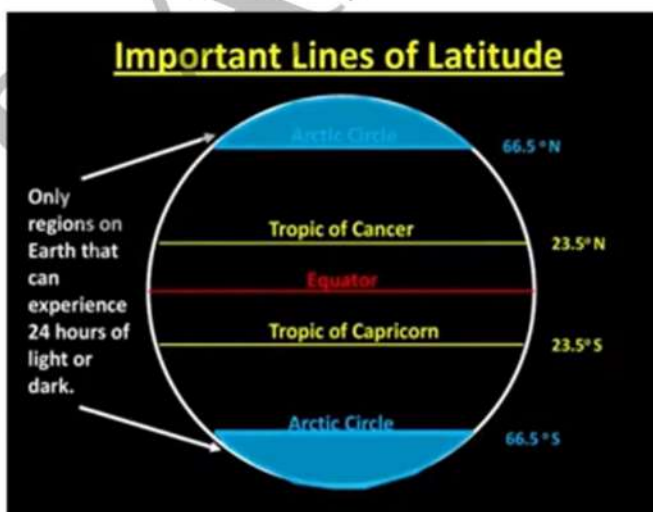 Important Lines of Latitude
Arctic Circle
66.5 ° N
Only
regions on
Earth that
can
experience
24 hours of
light or
dark.
Tropic of Cancer
23.5° N
Equator
Tropic of Capricorn
23.5° S
Arctic Circle
66.5 ° S